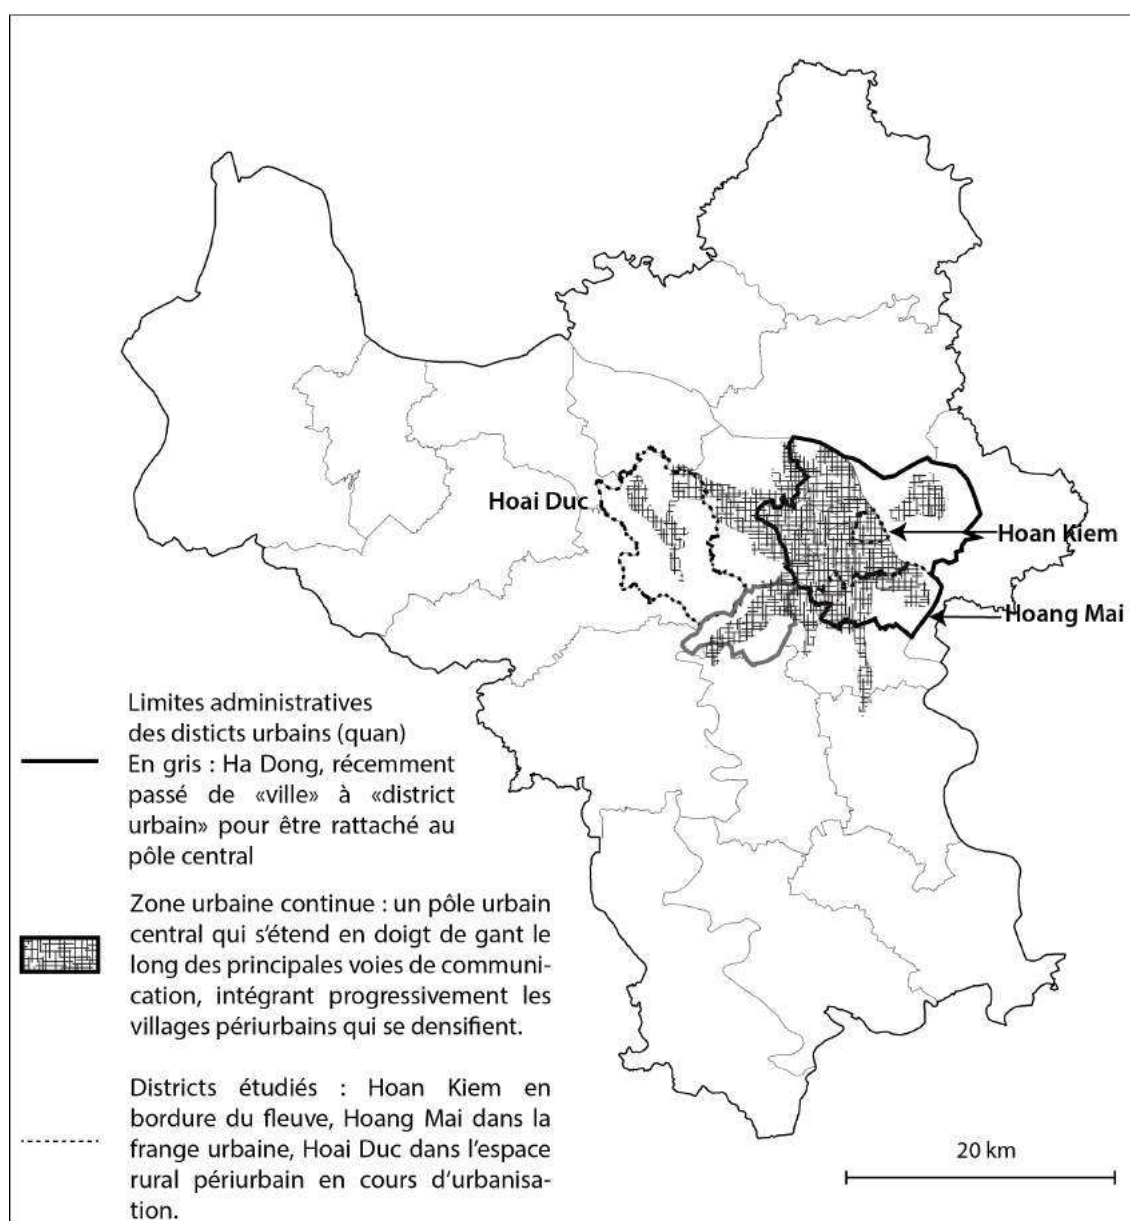 Hoai Duc
Hoan Kiem
Hoang Mai
Limites administratives
des disticts urbains (quan)
En gris : Ha Dong, récemment
passé de «ville» à «district
urbain» pour être rattaché au
pôle central
Zone urbaine continue : un pôle urbain
central qui s'étend en doigt de gant le
long des principales voies de communi-
cation, intégrant progressivement les
villages périurbains qui se densifient.
Districts étudiés : Hoan Kiem en
bordure du fleuve, Hoang Mai dans la
frange urbaine, Hoai Duc dans l'espace
rural périurbain en cours d'urbanisa-
tion.
20 km